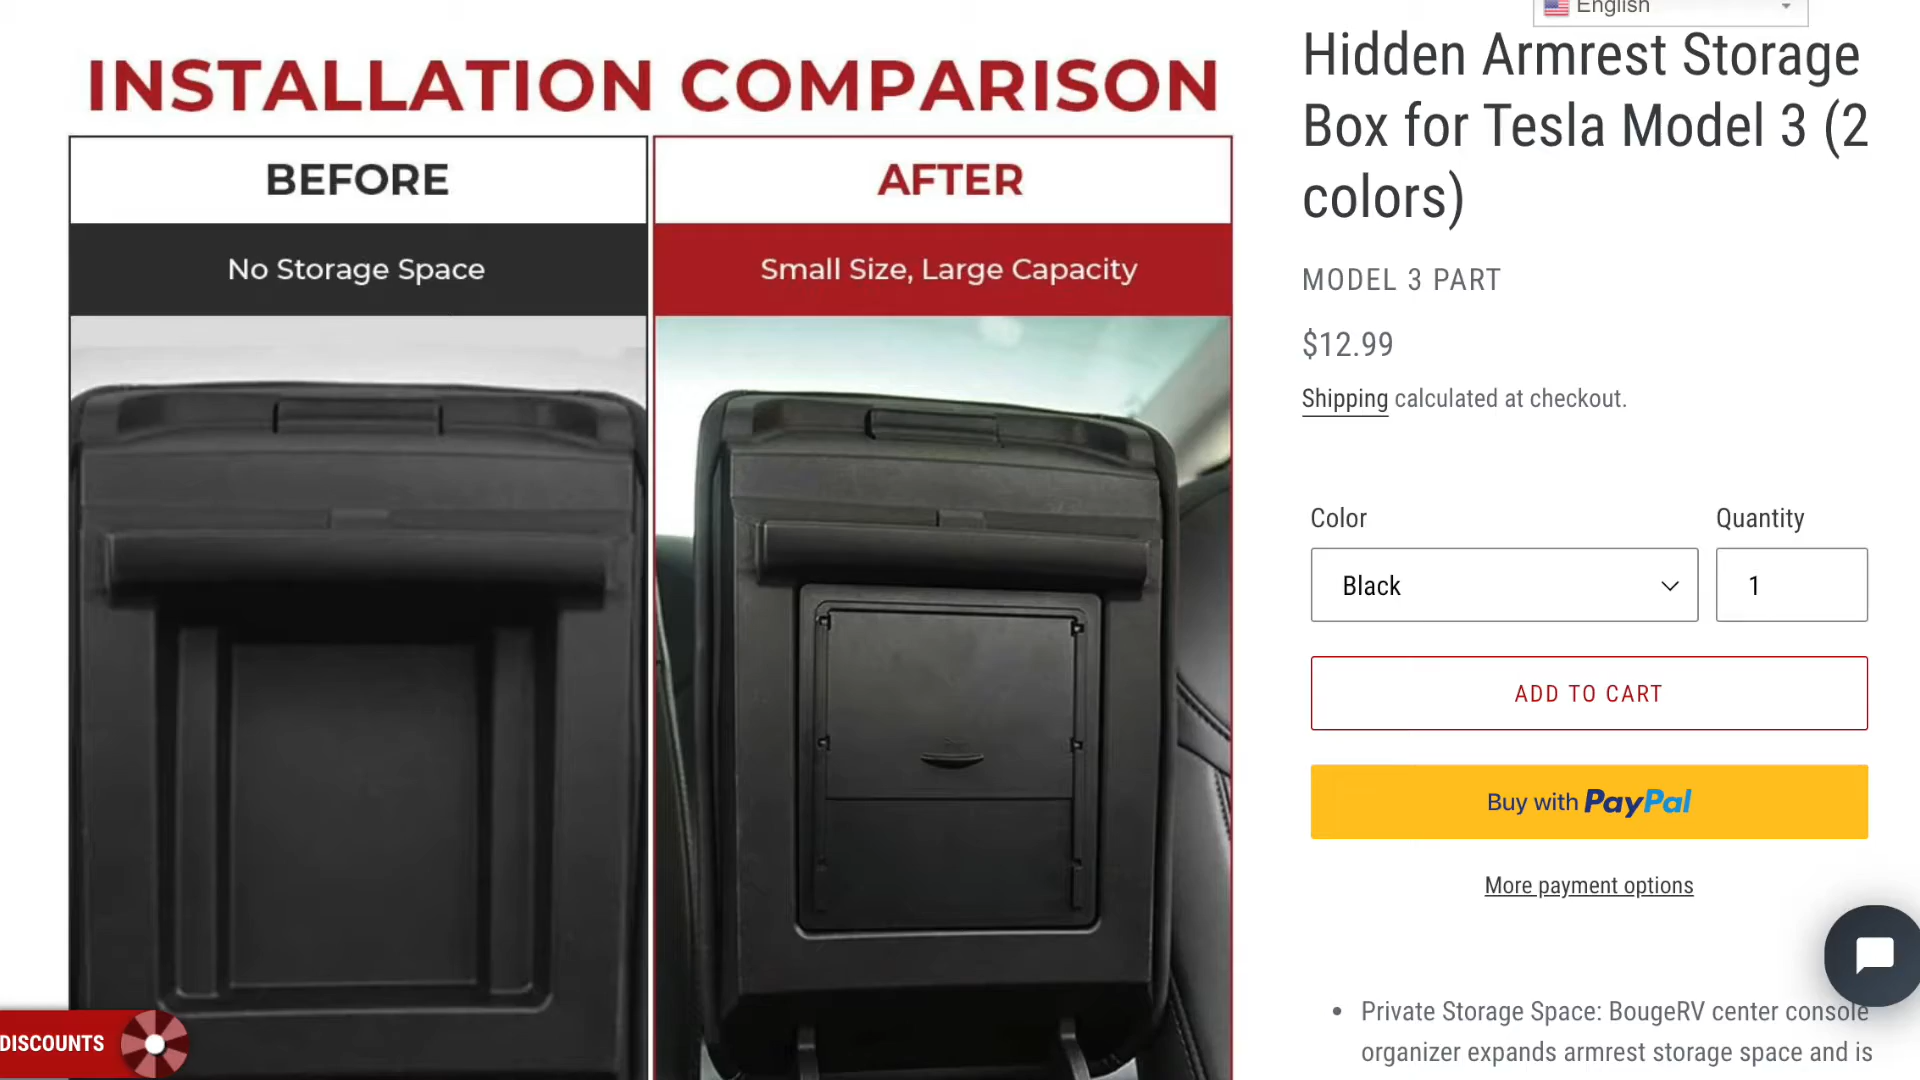 English
INSTALLATION COMPARISON
BEFORE
AFTER
No Storage Space
Small Size, Large Capacity
Hidden Armrest Storage
Box for Tesla Model 3 (2
colors)
MODEL 3 PART
$12.99
Shipping calculated at checkout.
Color
Quantity
Black
1
ADD TO CART
Buy with PayPal
More payment options
Private Storage Space: BougeRV center console
organizer expands armrest storage space and is
DISCOUNTS